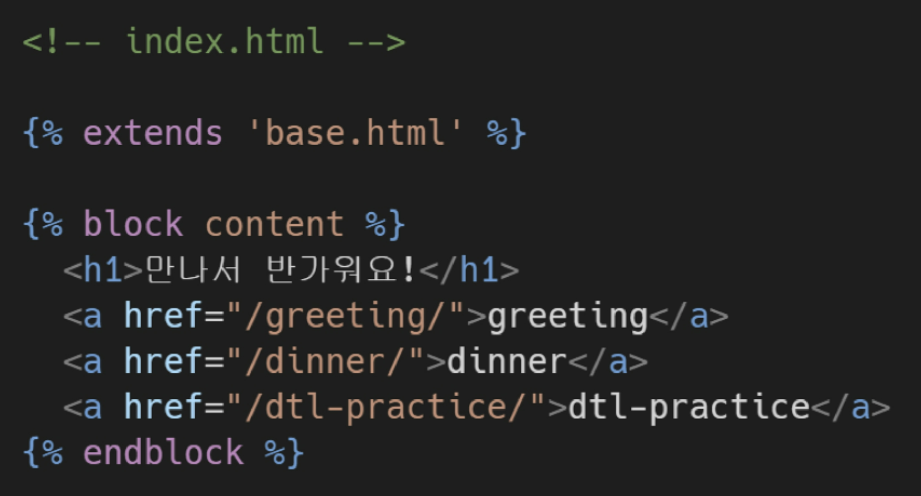 <!-- index.html -->
{% extends 'base.html' %}
{% block content %}
<h1>만나서 반가워요!</h1>
<a href="/greeting/">greeting</a>
<a href="/dinner/">dinner</a>
<a href="/dtl-practice/">dtl-practice</a>
{% endblock %}